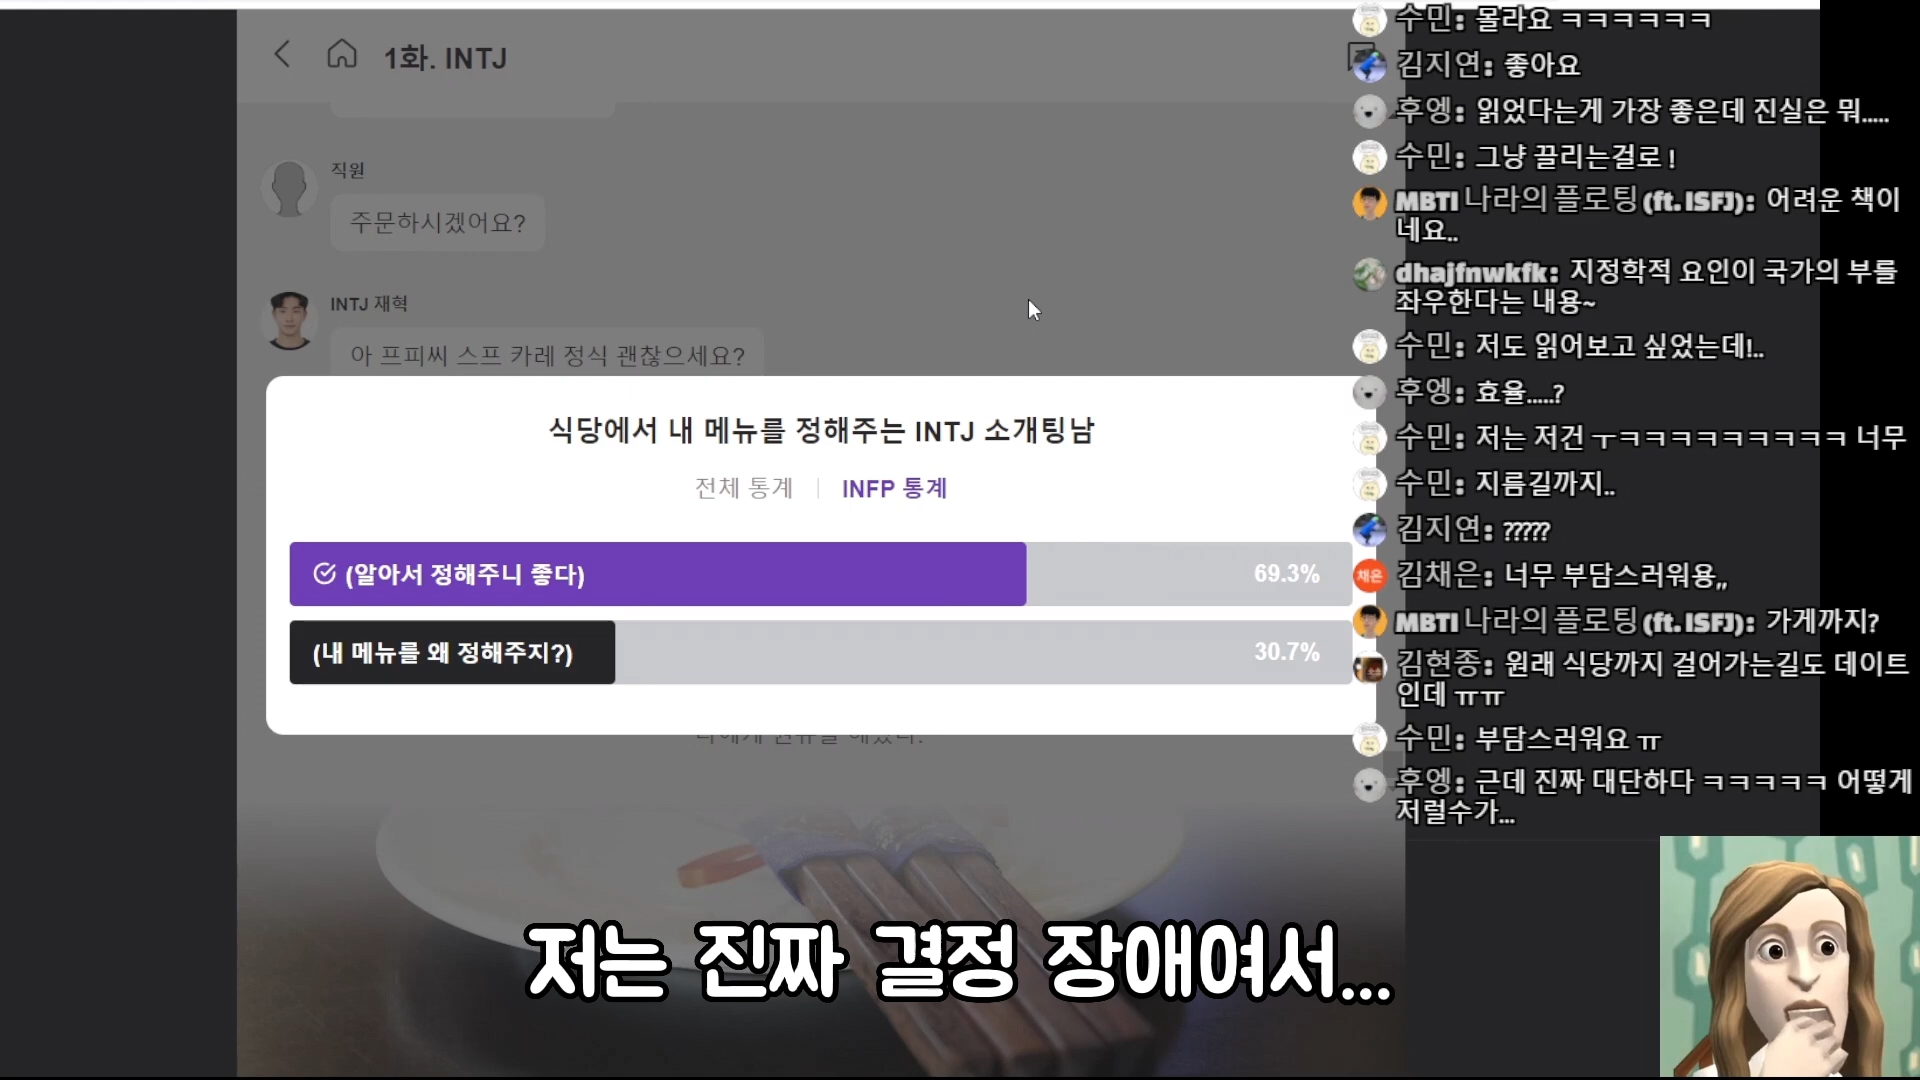 1화. INTJ
직원
주문하시겠어요?
INTJ 재혁
아 프피씨 스프 카레 정식 괜찮으세요?
식당에서 내 메뉴를 정해주는 INTJ 소개팅남
전체 통계 | INFP 통계
(알아서 정해주니 좋다) 69.3%
(내 메뉴를 왜 정해주지?) 30.7%
저는 진짜 결정 장애여서...
수민: 몰라요 ㅋㅋㅋㅋㅋㅋ
김지연: 좋아요
후엥: 읽었다는게 가장 좋은데 진실은 뭐.....
수민: 그냥 끌리는걸로 !
MBTI 나라의 플로팅 (ft. ISFJ): 어려운 책이
네요..
dhajfnwkfk: 지정학적 요인이 국가의 부를
좌우한다는 내용~
수민: 저도 읽어보고 싶었는데!..
후엥: 효율.....?
수민: 저는 저건 ㅜㅋㅋㅋㅋㅋㅋㅋㅋㅋ 너무
수민: 지름길까지..
김지연: ?????
채은
김채은: 너무 부담스러워용,,
MBTI 나라의 플로팅 (ft. ISFJ): 가게까지?
김현종: 원래 식당까지 걸어가는길도 데이트
인데 ㅠㅠ
수민: 부담스러워요 ㅠ
후엥: 근데 진짜 대단하다 ㅋㅋㅋㅋㅋ 어떻게
저럴수가...